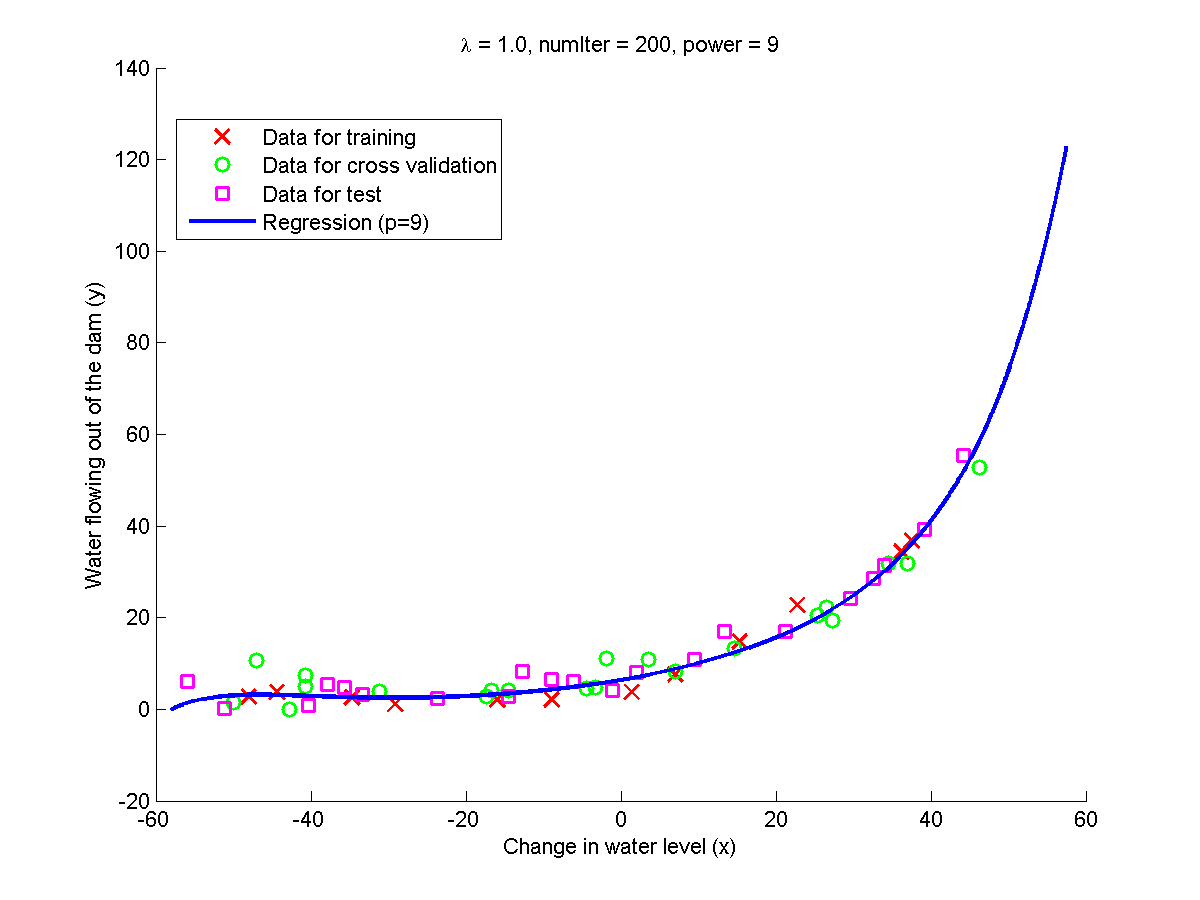 λ = 1.0, numIter = 200, power = 9
140
120
100
80
60
40
20
0
-20
Water flowing out of the dam (y)
Data for training
Data for cross validation
Data for test
Regression (p=9)
-60 -40 -20 0 20 40 60
Change in water level (x)